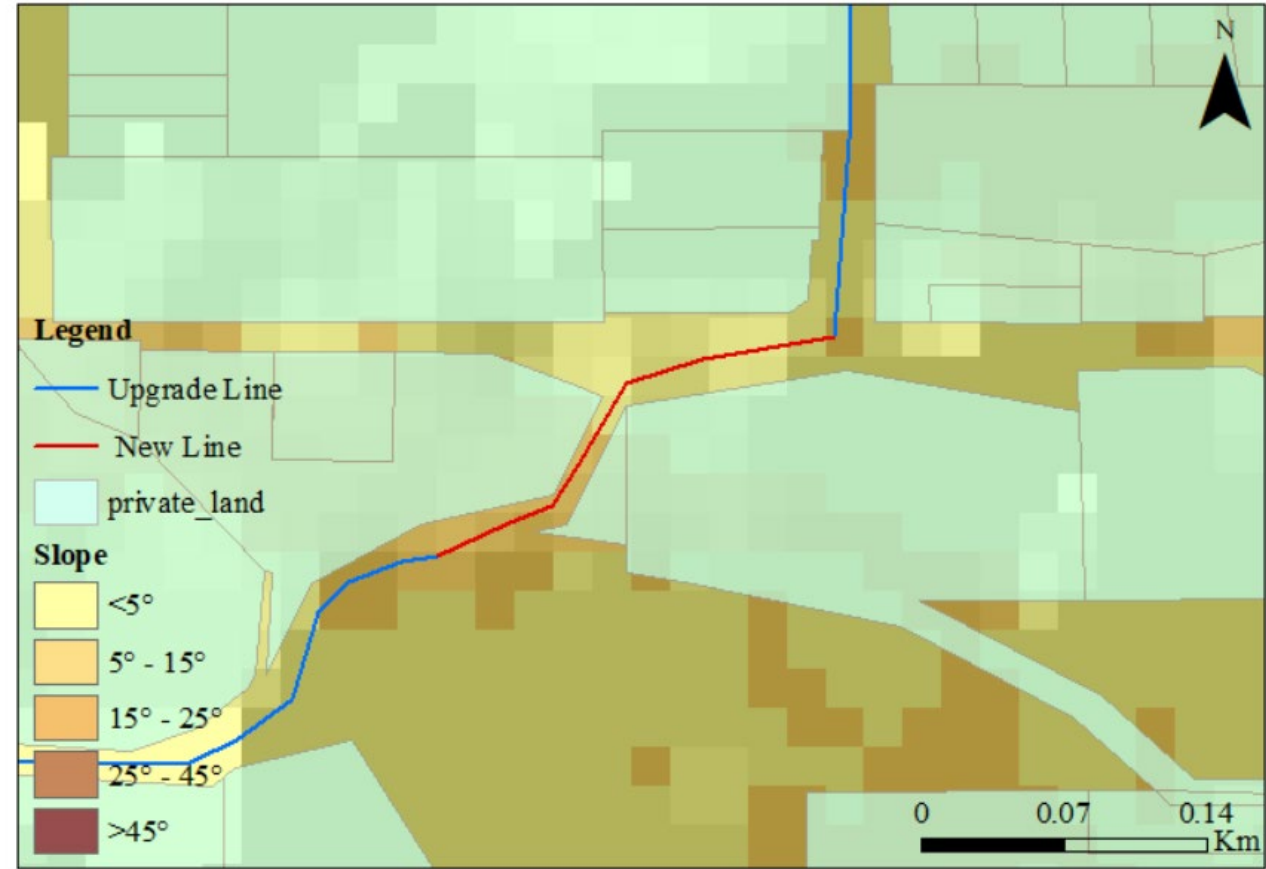 N
Legend
Upgrade Line
New Line
private_land
Slope
<5°
5° - 15°
15° - 25°
25° - 45°
>45°
0 0.07 0.14
Km